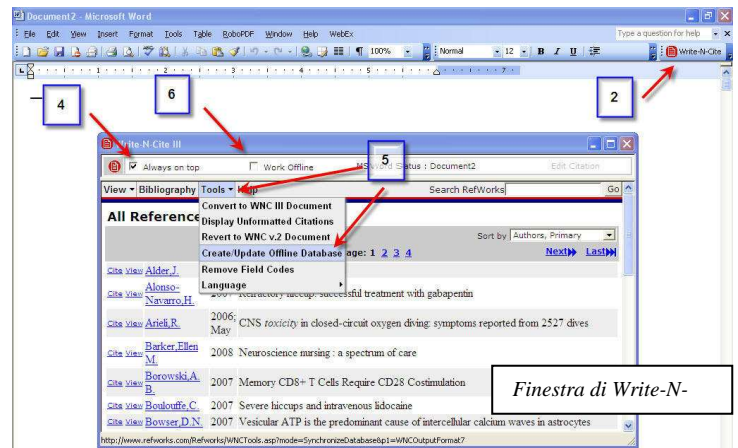 Document2 - Microsoft Word
File Edit View Insert Format Tools Table RoboPDF Window Help WebEx Type a question for help
100% Normal 12 B I U Write-N-Cite
1 2 3 4 5 7
4
6
2
5
Write-N-Cite III
Always on top Work Offline MS Word Status : Document2 Edit Citation
View Bibliography Tools Help Search RefWorks Go
Convert to WNC III Document
Display Unformatted Citations
Revert to WNC v.2 Document
Create/Update Offline Database
Remove Field Codes
Language
All Reference
Sort by Authors, Primary
age: 1 2 3 4 Next Last
Cite View Alder,J.
Cite View Alonso-Navarro,H. 2007 Refractory hiccup: successful treatment with gabapentin
Cite View Arieli,R. 2006; May CNS toxicity in closed-circuit oxygen diving: symptoms reported from 2527 dives
Cite View Barker,Ellen M. 2008 Neuroscience nursing : a spectrum of care
Cite View Borowski,A. B. 2007 Memory CD8+ T Cells Require CD28 Costimulation
Cite View Boulouffe,C. 2007 Severe hiccups and intravenous lidocaine
Cite View Bowser,D.N. 2007 Vesicular ATP is the predominant cause of intercellular calcium waves in astrocytes
http://www.refworks.com/Refworks/WNCTools.asp?mode=SynchronizeDatabase&p1=WNCOutputFormat7
Finestra di Write-N-